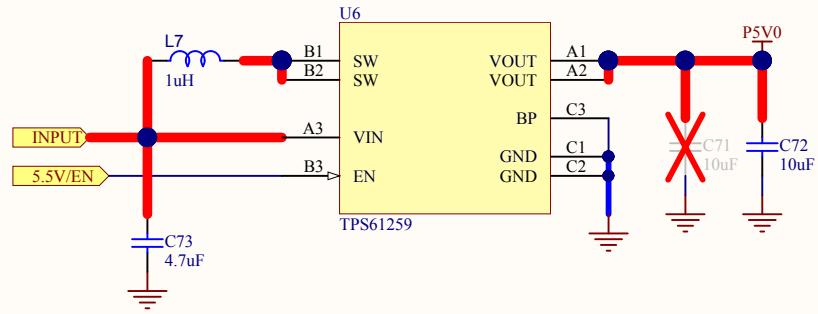 U6
L7
1uH
B1
B2
SW
SW
A3
VIN
B3
EN
VOUT
VOUT
A1
A2
BP
C3
GND
C1
GND
C2
TPS61259
INPUT
5.5V/EN
C73
4.7uF
P5V0
C71
10uF
C72
10uF